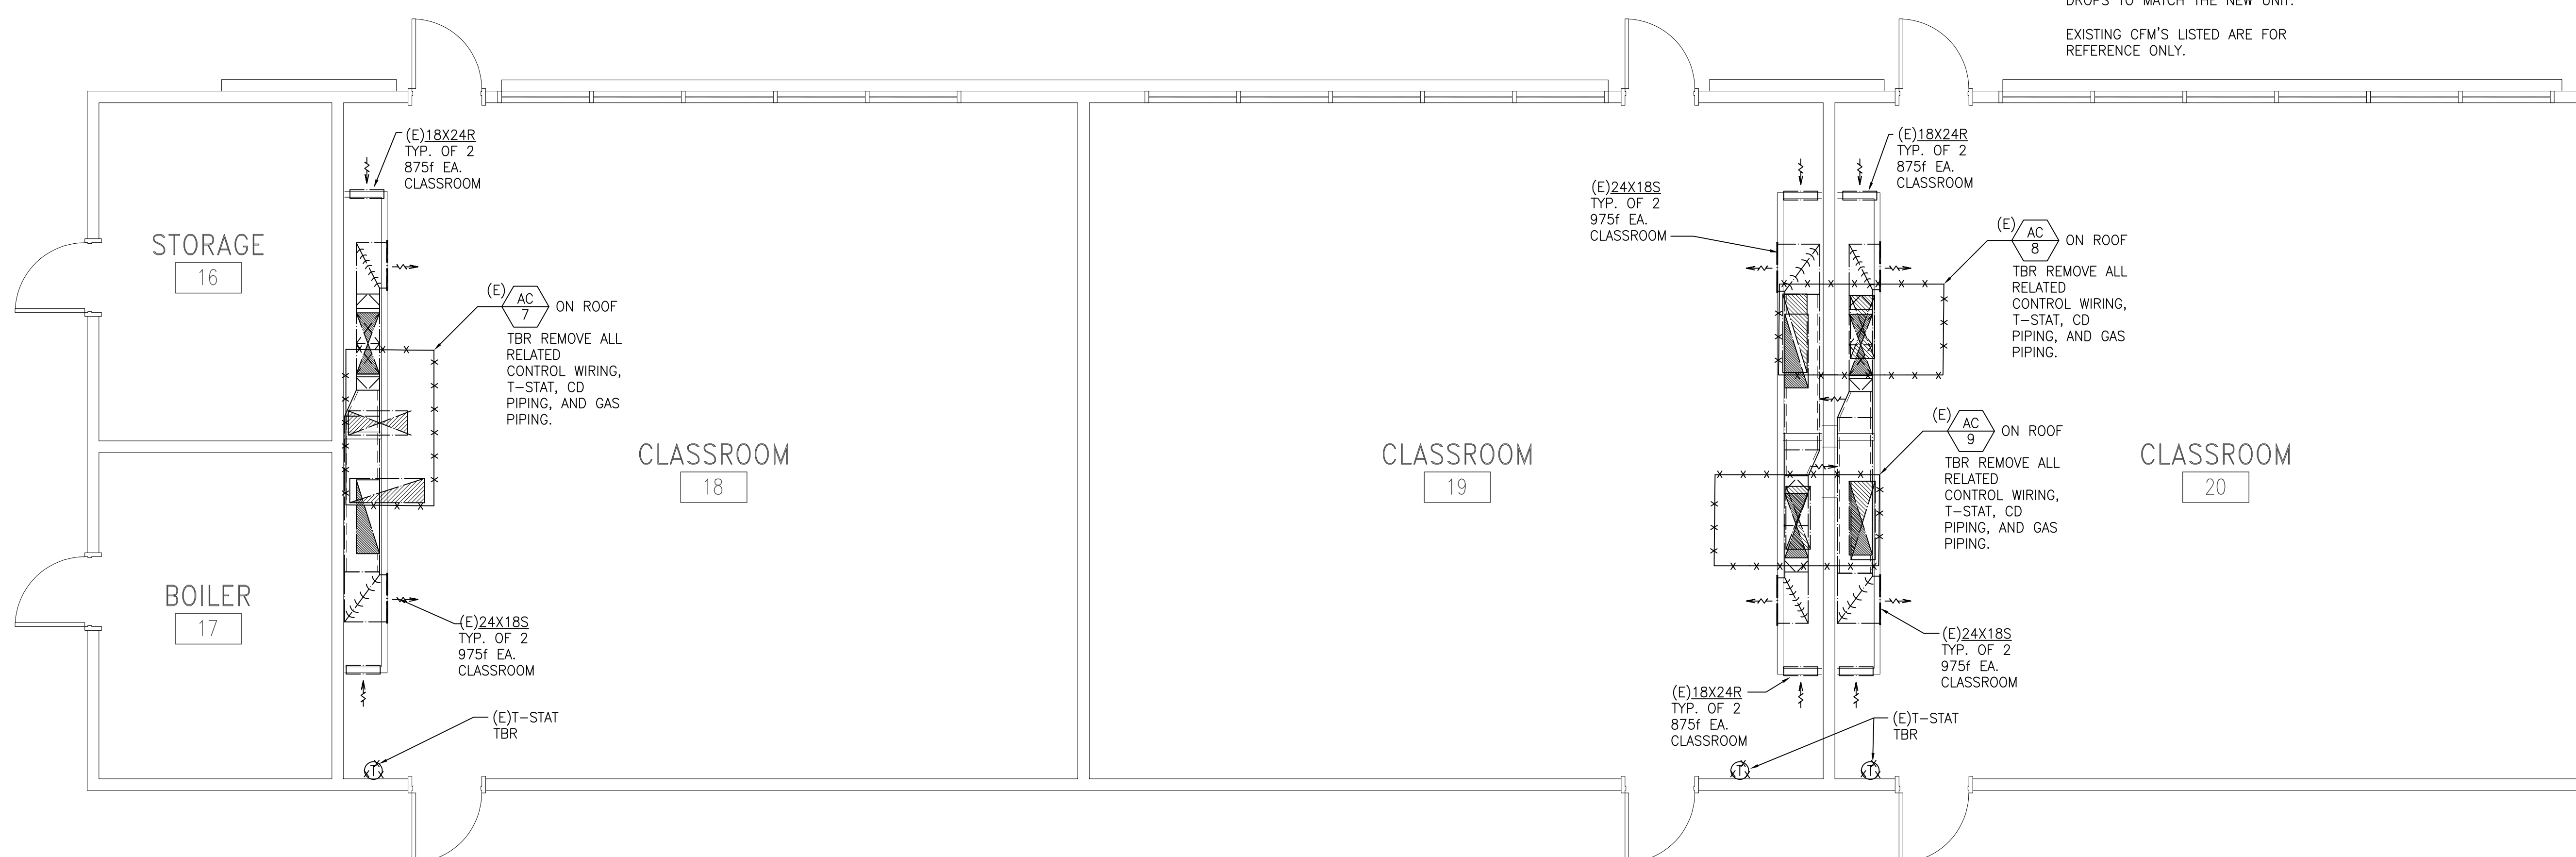 DROPS TO MATCH THE NEW UNIT.
EXISTING CFM'S LISTED ARE FOR
REFERENCE ONLY.
(E)18X24R
TYP. OF 2
875f EA.
CLASSROOM
(E)18X24R
TYP. OF 2
875f EA.
CLASSROOM
(E)24X18S
TYP. OF 2
975f EA.
CLASSROOM
STORAGE
16
(E)
AC
8
ON ROOF
TBR REMOVE ALL
RELATED
CONTROL WIRING,
T-STAT, CD
PIPING, AND GAS
PIPING.
(E)
AC
7
ON ROOF
TBR REMOVE ALL
RELATED
CONTROL WIRING,
T-STAT, CD
PIPING, AND GAS
PIPING.
(E)
AC
9
ON ROOF
TBR REMOVE ALL
RELATED
CONTROL WIRING,
T-STAT, CD
PIPING, AND GAS
PIPING.
CLASSROOM
18
CLASSROOM
19
CLASSROOM
20
BOILER
17
(E)24X18S
TYP. OF 2
975f EA.
CLASSROOM
(E)24X18S
TYP. OF 2
975f EA.
CLASSROOM
(E)18X24R
TYP. OF 2
875f EA.
CLASSROOM
(E)T-STAT
TBR
(E)T-STAT
TBR
T
T
T